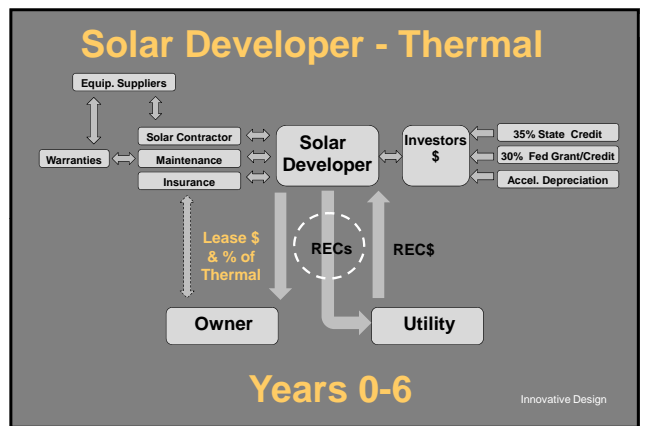 Solar Developer - Thermal
Equip. Suppliers
Warranties
Solar Contractor
Maintenance
Insurance
Solar
Developer
Investors
$
35% State Credit
30% Fed Grant/Credit
Accel. Depreciation
Lease $
& % of
Thermal
RECs
REC$
Owner
Utility
Years 0-6
Innovative Design